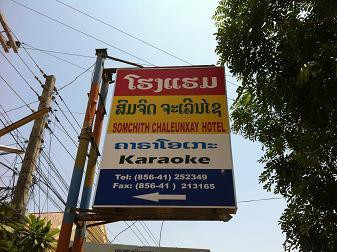 ໂຮງແຮມ
ສົມຈິດ ຈະເລີນໄຊ
SOMCHITH CHALEUNXAY HOTEL
ຄາຣາໂອເກະ
Karaoke
Tel: (856-41) 252349
Fax: (856-41) 213165